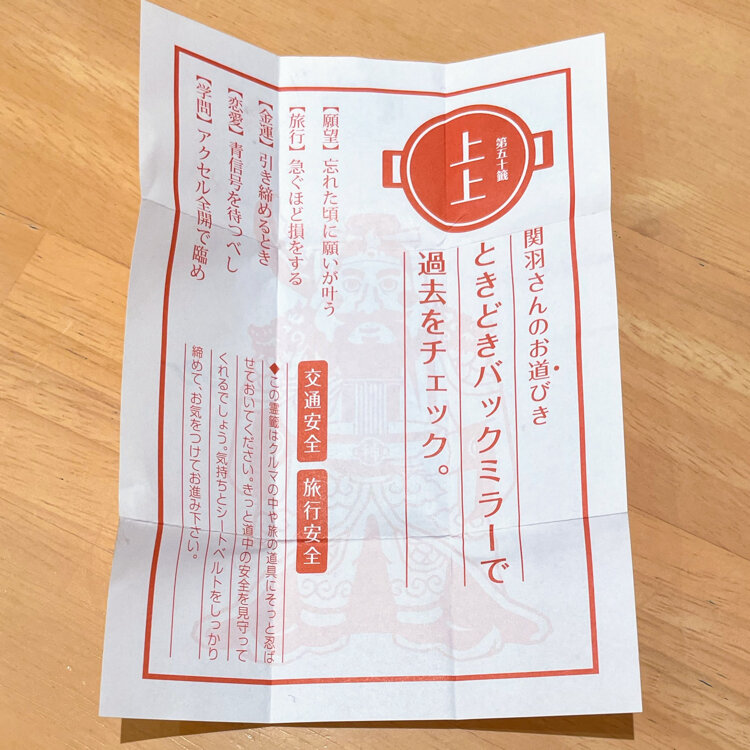 第五十籤
上上
関羽さんのお道びき
ときどきバックミラーで
過去をチェック。
【願望】忘れた頃に願いが叶う
【旅行】急ぐほど損をする
【金運】引き締めるとき
【恋愛】青信号を待つべし
【学問】アクセル全開で臨め
交通安全
旅行安全
◆この霊籤はクルマの中や旅の道具にそっと忍ば
せておいてください。きっと道中の安全を見守って
くれるでしょう。気持ちとシートベルトをしっかり
締めて、お気をつけてお進み下さい。